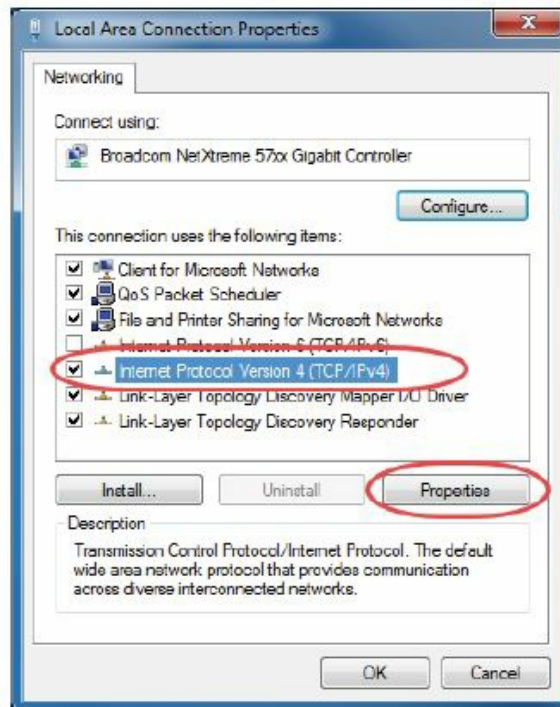 Local Area Connection Properties
Networking
Connect using:
Broadcom NetXtreme 57xx Gigabit Controller
Configure...
This connection uses the following items:
Client for Microsoft Networks
QoS Packet Scheduler
File and Printer Sharing for Microsoft Networks
Internet Protocol Version 6 (TCP/IPv6)
Internet Protocol Version 4 (TCP/IPv4)
Link-Layer Topology Discovery Mapper I/O Driver
Link-Layer Topology Discovery Responder
Install...
Uninstall
Properties
Description
Transmission Control Protocol/Internet Protocol. The default
wide area network protocol that provides communication
across diverse interconnected networks.
OK
Cancel